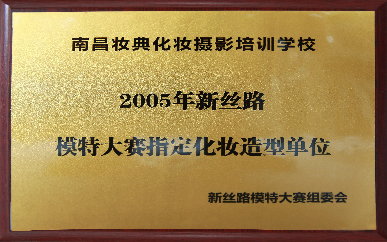 南昌妆典化妆摄影培训学校
2005年新丝路
模特大赛指定化妆造型单位
新丝路模特大赛组委会